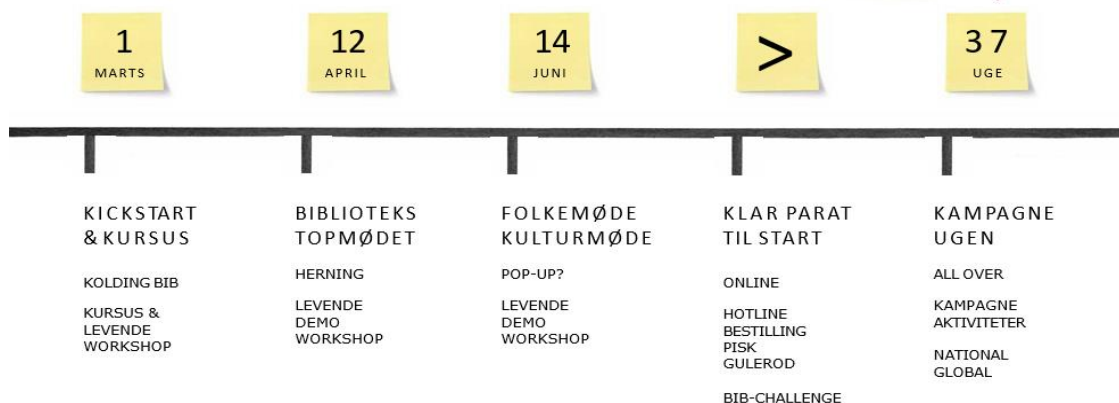 1
MARTS
12
APRIL
14
JUNI
>
37
UGE
KICKSTART
& KURSUS
KOLDING BIB
KURSUS &
LEVENDE
WORKSHOP
BIBLIOTEKS
TOPMØDET
HERNING
LEVENDE
DEMO
WORKSHOP
FOLKEMØDE
KULTURMØDE
POP-UP?
LEVENDE
DEMO
WORKSHOP
KLAR PARAT
TIL START
ONLINE
HOTLINE
BESTILLING
PISK
GULEROD
BIB-CHALLENGE
KAMPAGNE
UGEN
ALL OVER
KAMPAGNE
AKTIVITETER
NATIONAL
GLOBAL